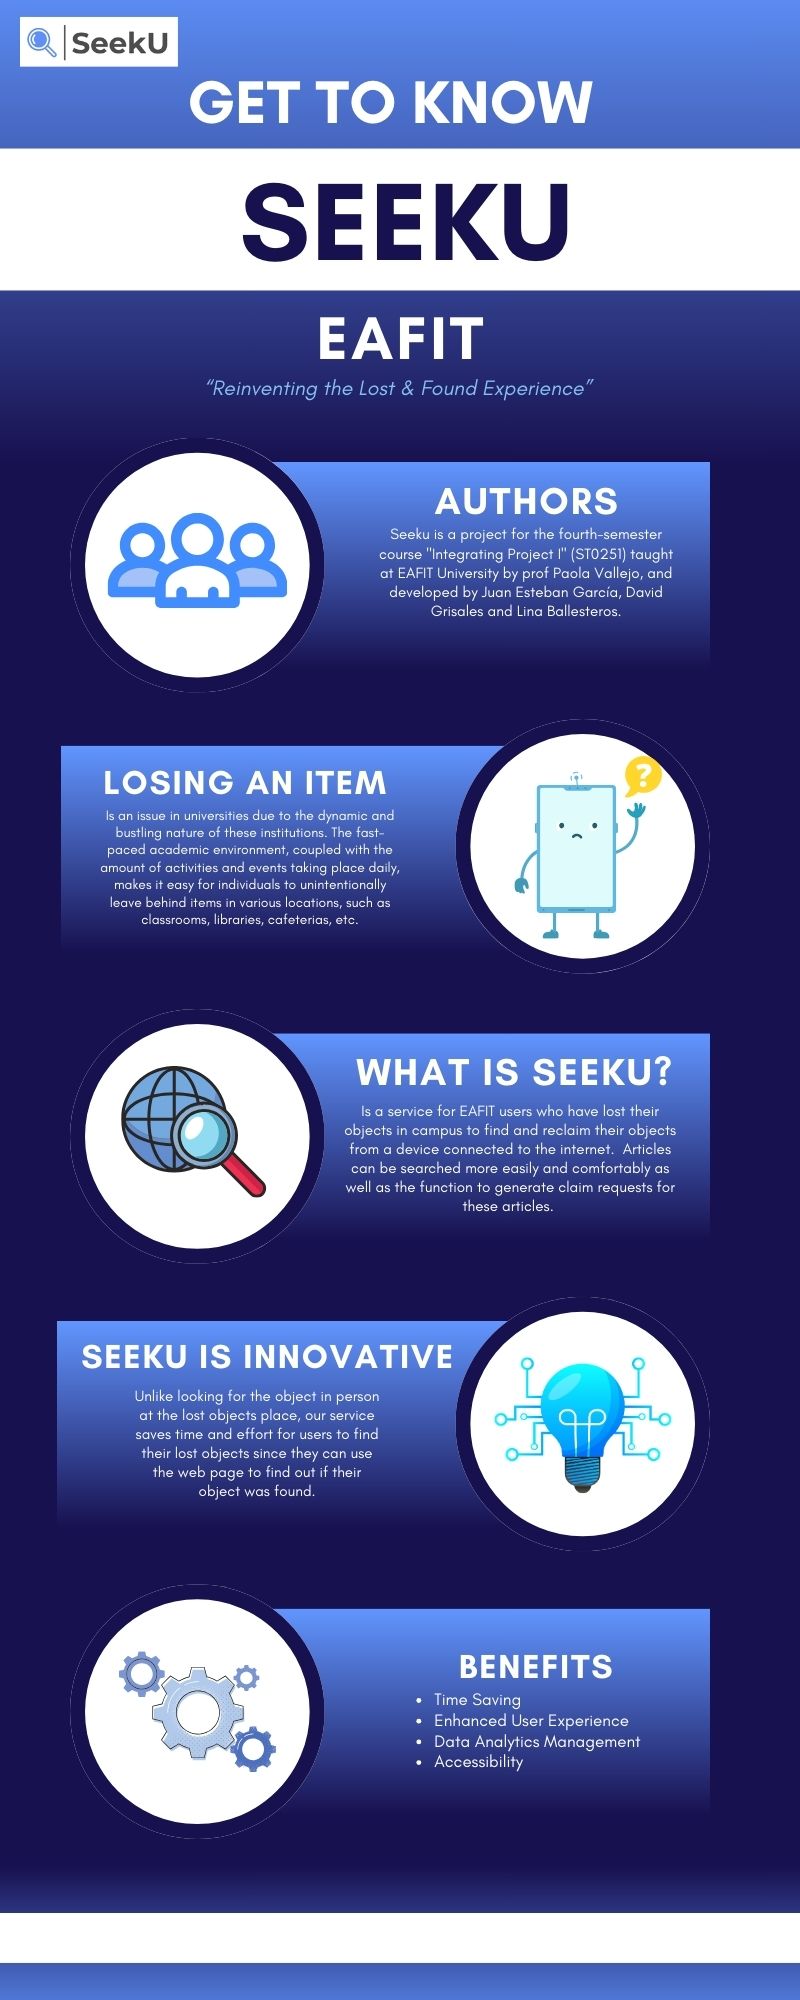 SeekU
GET TO KNOW
SEEKU
EAFIT
“Reinventing the Lost & Found Experience”
AUTHORS
Seeku is a project for the fourth-semester
course "Integrating Project I" (ST0251) taught
at EAFIT University by prof Paola Vallejo, and
developed by Juan Esteban García, David
Grisales and Lina Ballesteros.
LOSING AN ITEM
Is an issue in universities due to the dynamic and
bustling nature of these institutions. The fast-
paced academic environment, coupled with the
amount of activities and events taking place daily,
makes it easy for individuals to unintentionally
leave behind items in various locations, such as
classrooms, libraries, cafeterias, etc.
?
WHAT IS SEEKU?
Is a service for EAFIT users who have lost their
objects in campus to find and reclaim their objects
from a device connected to the internet.  Articles
can be searched more easily and comfortably as
well as the function to generate claim requests for
these articles.
SEEKU IS INNOVATIVE
Unlike looking for the object in person
at the lost objects place, our service
saves time and effort for users to find
their lost objects since they can use
the web page to find out if their
object was found.
BENEFITS
• Time Saving
• Enhanced User Experience
• Data Analytics Management
• Accessibility